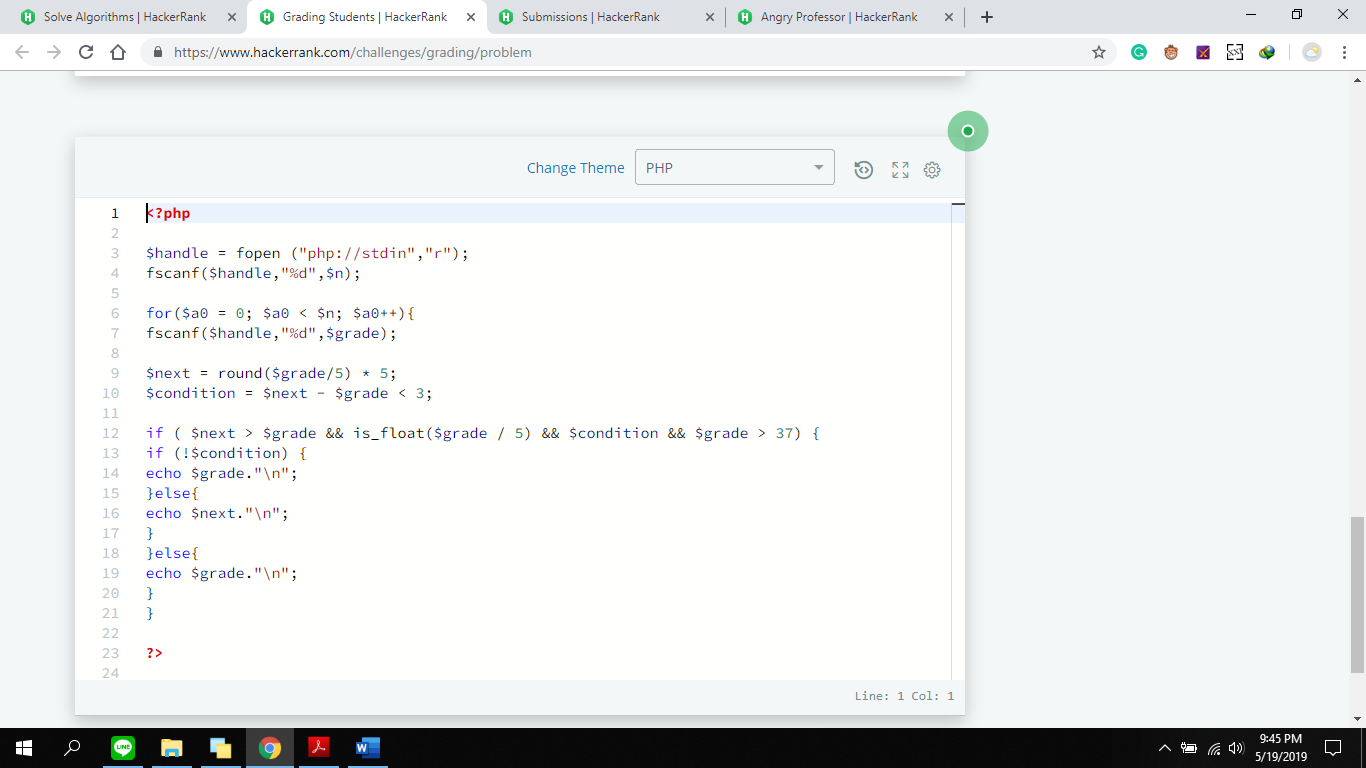 Solve Algorithms | HackerRank
Grading Students | HackerRank
Submissions | HackerRank
Angry Professor | HackerRank
https://www.hackerrank.com/challenges/grading/problem
Change Theme PHP
1 <?php
2
3 $handle = fopen ("php://stdin","r");
4 fscanf($handle,"%d",$n);
5
6 for($a0 = 0; $a0 < $n; $a0++){
7 fscanf($handle,"%d",$grade);
8
9 $next = round($grade/5) * 5;
10 $condition = $next - $grade < 3;
11
12 if ( $next > $grade && is_float($grade / 5) && $condition && $grade > 37) {
13 if (!$condition) {
14 echo $grade."\n";
15 }else{
16 echo $next."\n";
17 }
18 }else{
19 echo $grade."\n";
20 }
21 }
22
23 ?>
24
Line: 1 Col: 1
LINE
9:45 PM
5/19/2019